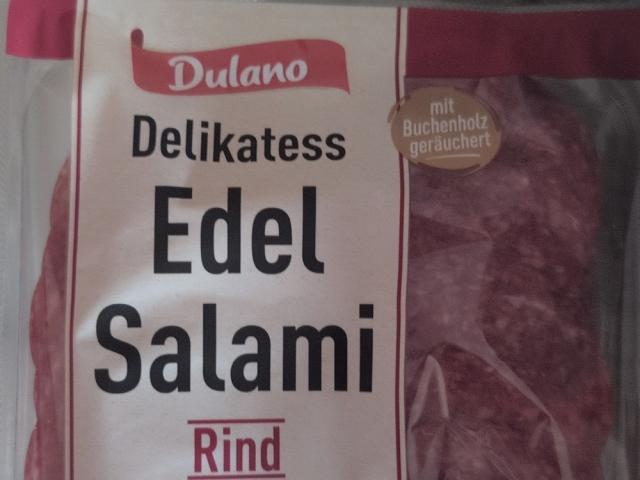 Dulano
Delikatess
Edel
Salami
Rind
mit
Buchenholz
geräuchert